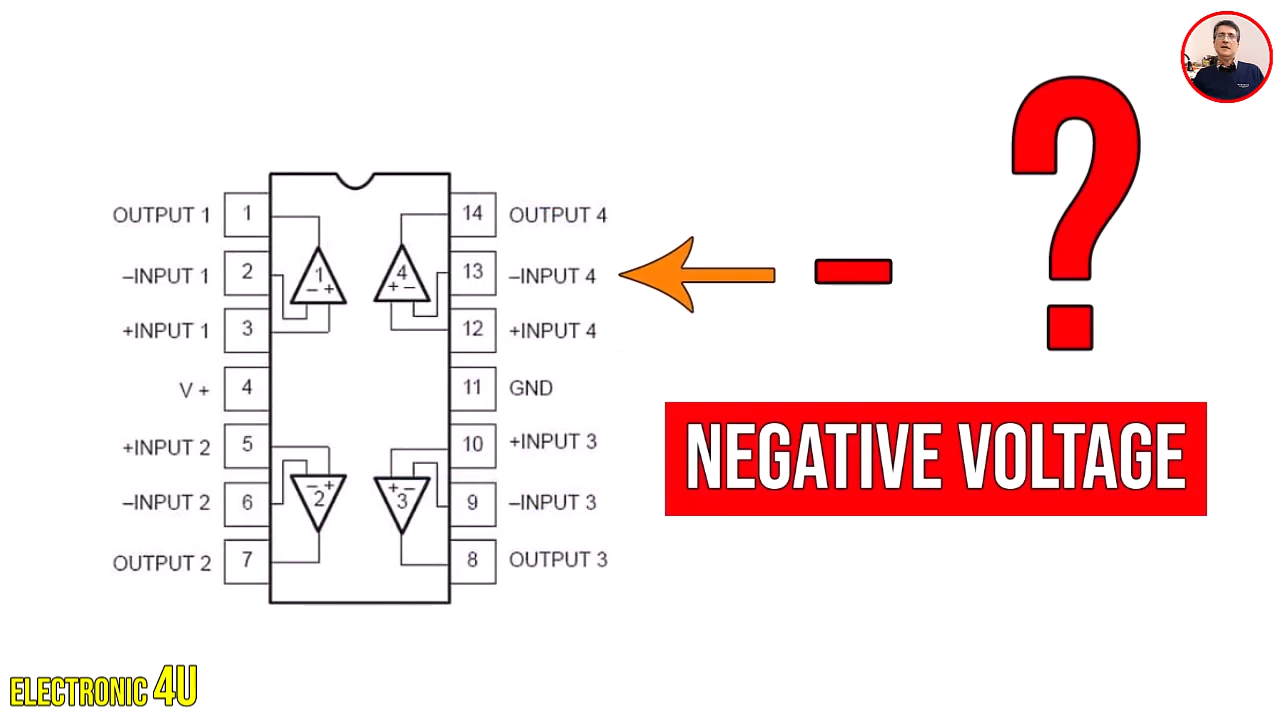 OUTPUT 1 1 14 OUTPUT 4
–INPUT 1 2 1 4 13 –INPUT 4
– + + –
+INPUT 1 3 12 +INPUT 4
V + 4 11 GND
+INPUT 2 5 10 +INPUT 3
– + + –
–INPUT 2 6 2 3 9 –INPUT 3
OUTPUT 2 7 8 OUTPUT 3
– ?
NEGATIVE VOLTAGE
ELECTRONIC 4U